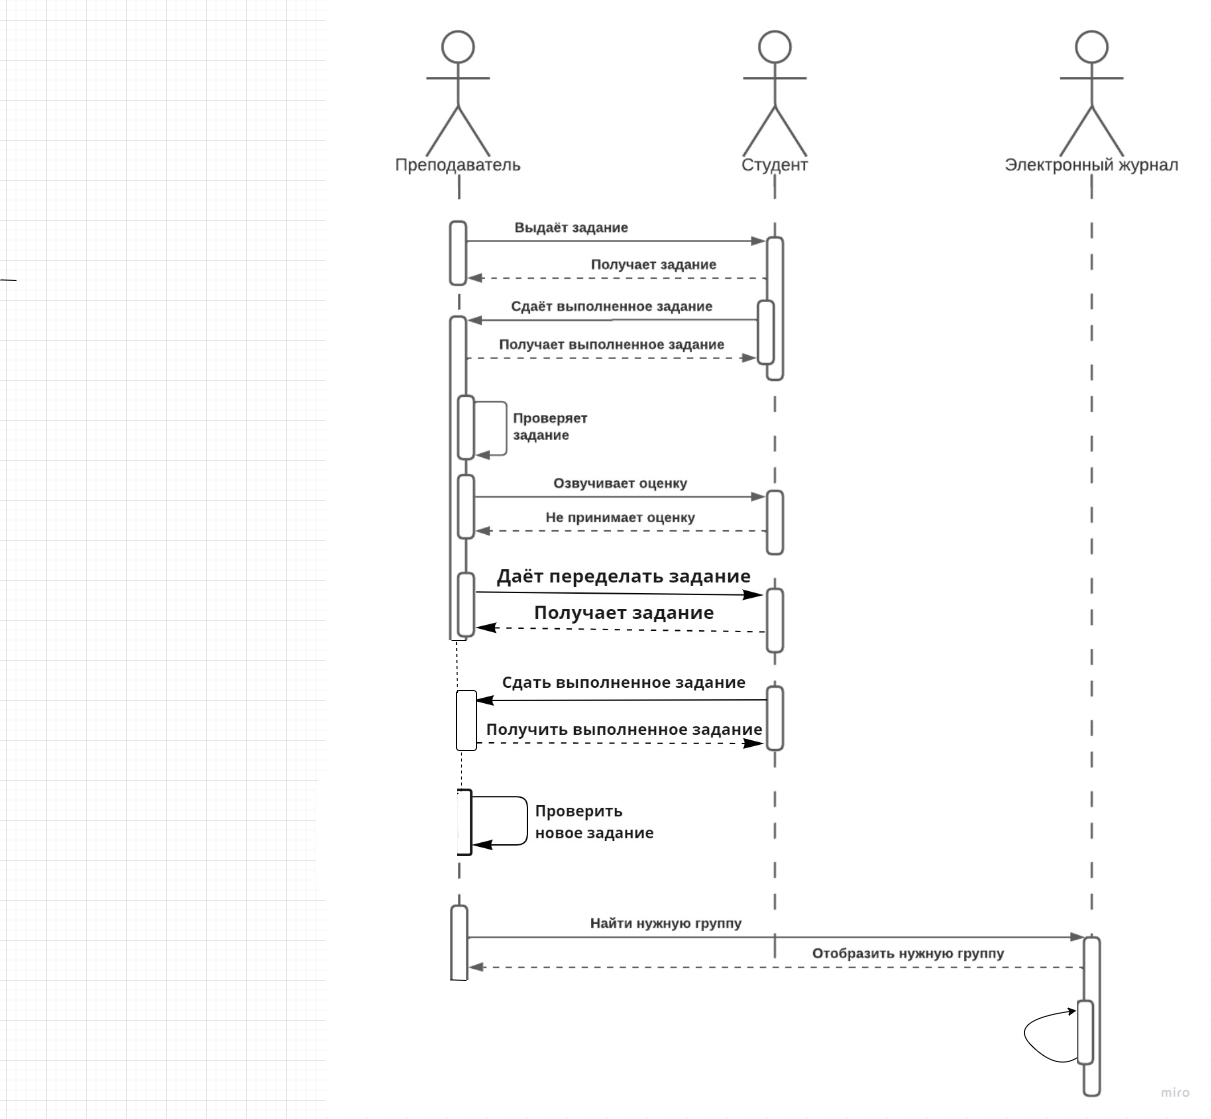 Преподаватель
Студент
Электронный журнал
Выдаёт задание
Получает задание
Сдаёт выполненное задание
Получает выполненное задание
Проверяет
задание
Озвучивает оценку
Не принимает оценку
Даёт переделать задание
Получает задание
Сдать выполненное задание
Получить выполненное задание
Проверить
новое задание
Найти нужную группу
Отобразить нужную группу
miro